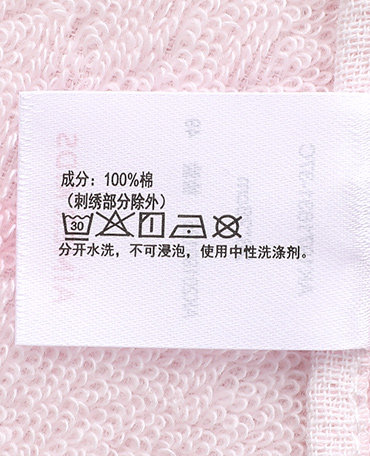 成分：100%棉
（刺绣部分除外）
30
分开水洗，不可浸泡，使用中性洗涤剂。